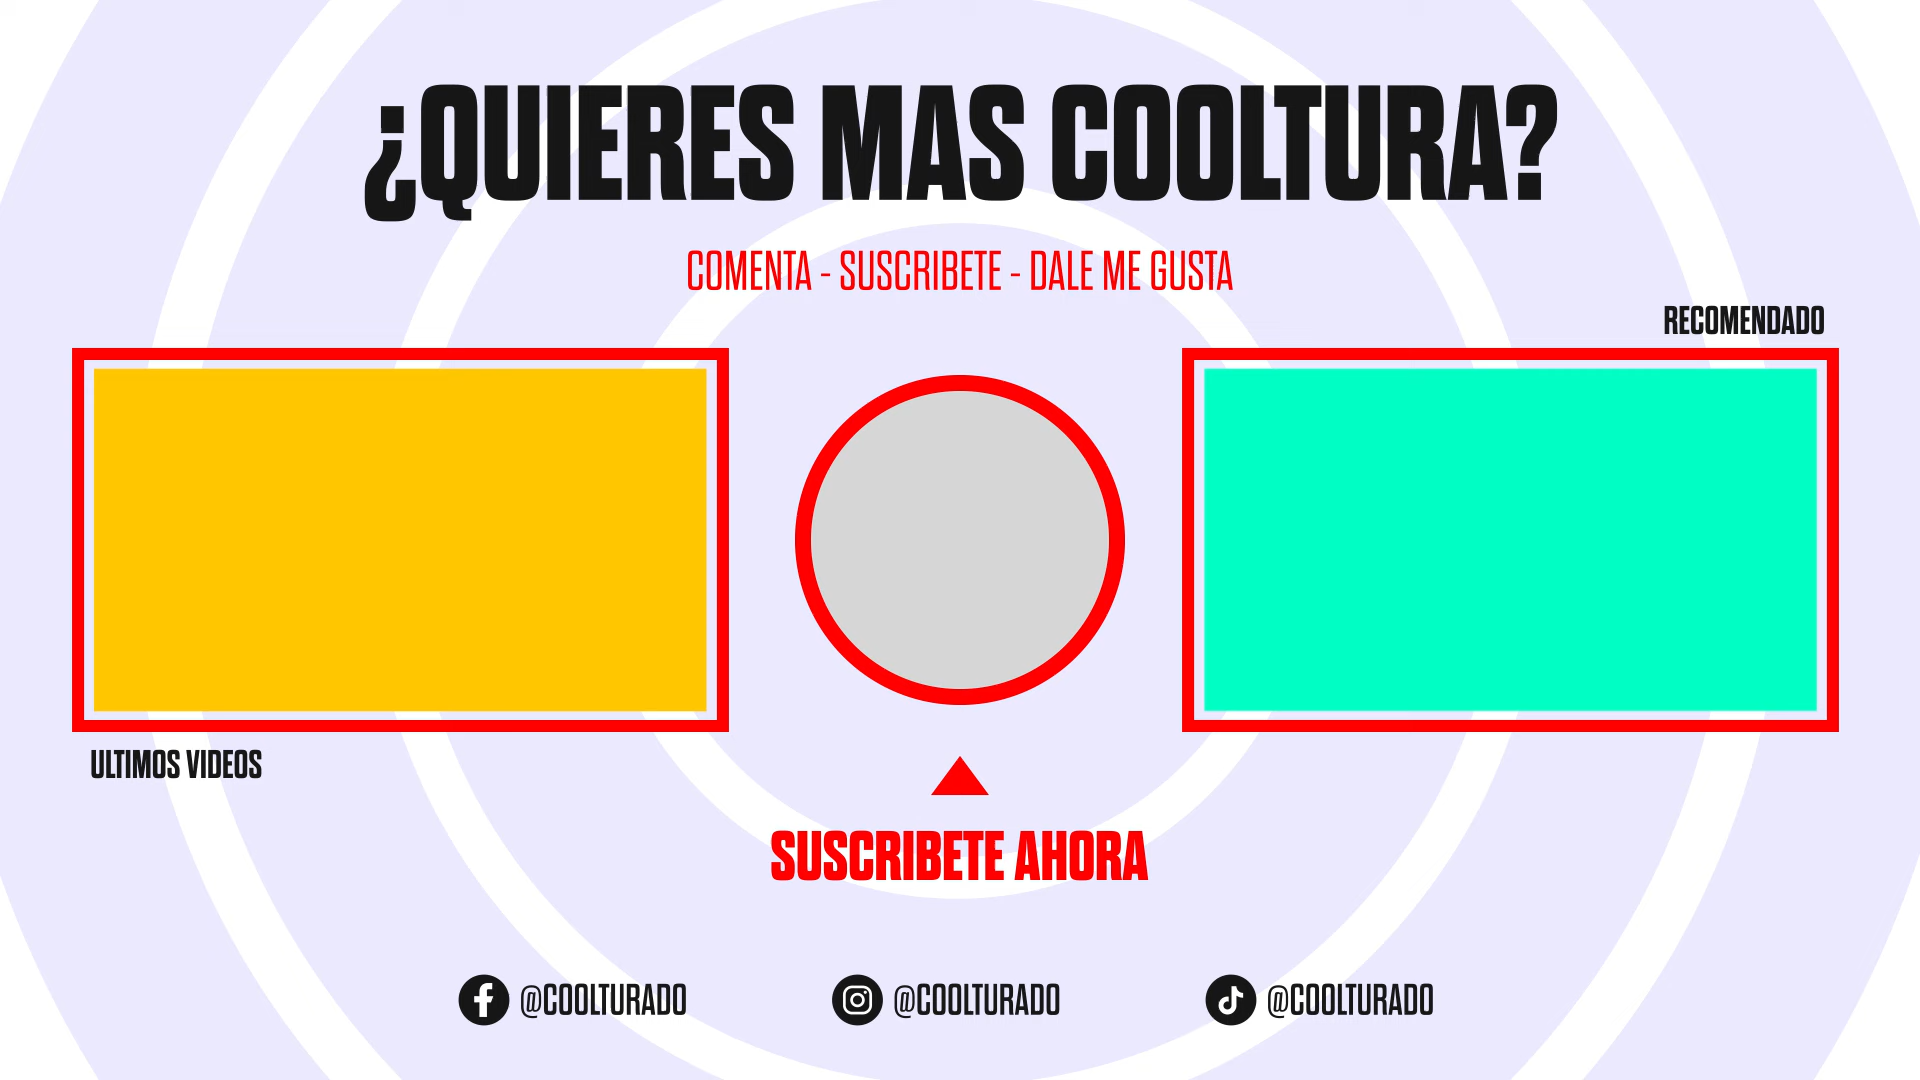 ¿QUIERES MAS COOLTURA?
COMENTA - SUSCRIBETE - DALE ME GUSTA
RECOMENDADO
ULTIMOS VIDEOS
SUSCRIBETE AHORA
@COOLTURADO
@COOLTURADO
@COOLTURADO